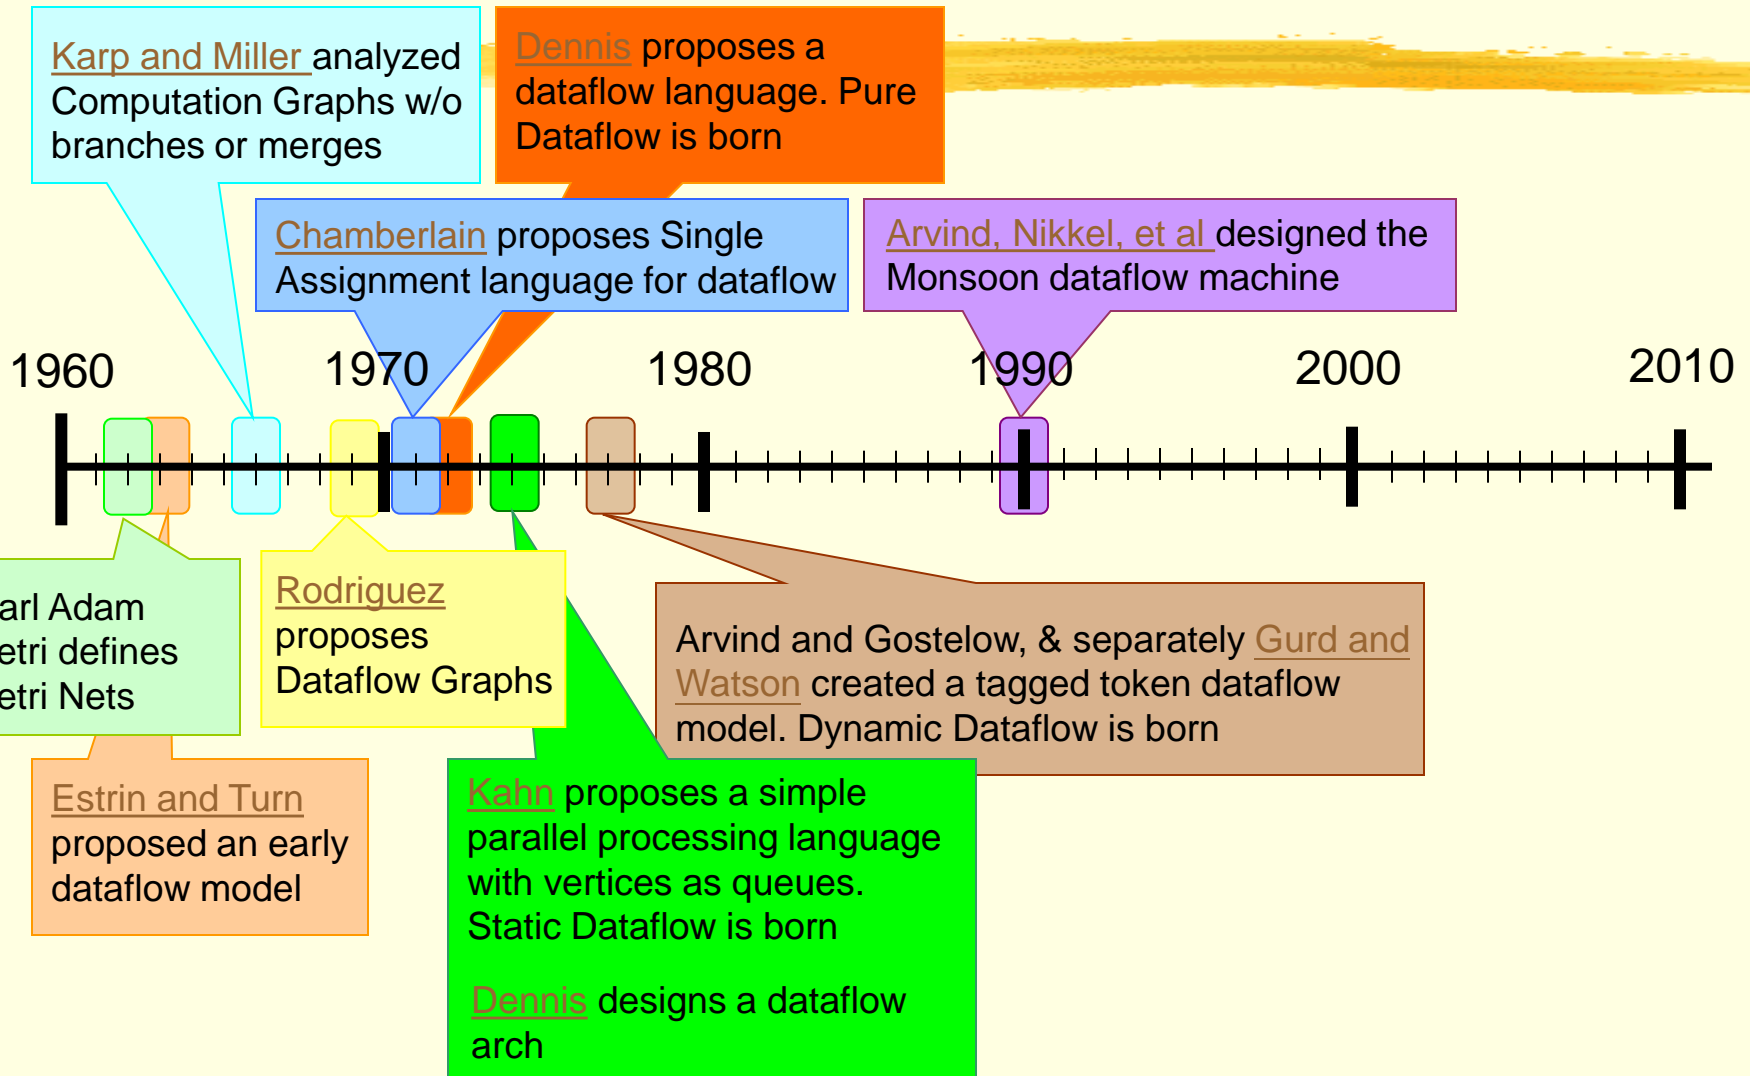 Karp and Miller analyzed
Computation Graphs w/o
branches or merges
Dennis proposes a
dataflow language. Pure
Dataflow is born
Chamberlain proposes Single
Assignment language for dataflow
Arvind, Nikkel, et al designed the
Monsoon dataflow machine
1960
1970
1980
1990
2000
2010
arl Adam
etri defines
etri Nets
Rodriguez
proposes
Dataflow Graphs
Arvind and Gostelow, & separately Gurd and
Watson created a tagged token dataflow
model. Dynamic Dataflow is born
Estrin and Turn
proposed an early
dataflow model
Kahn proposes a simple
parallel processing language
with vertices as queues.
Static Dataflow is born
Dennis designs a dataflow
arch